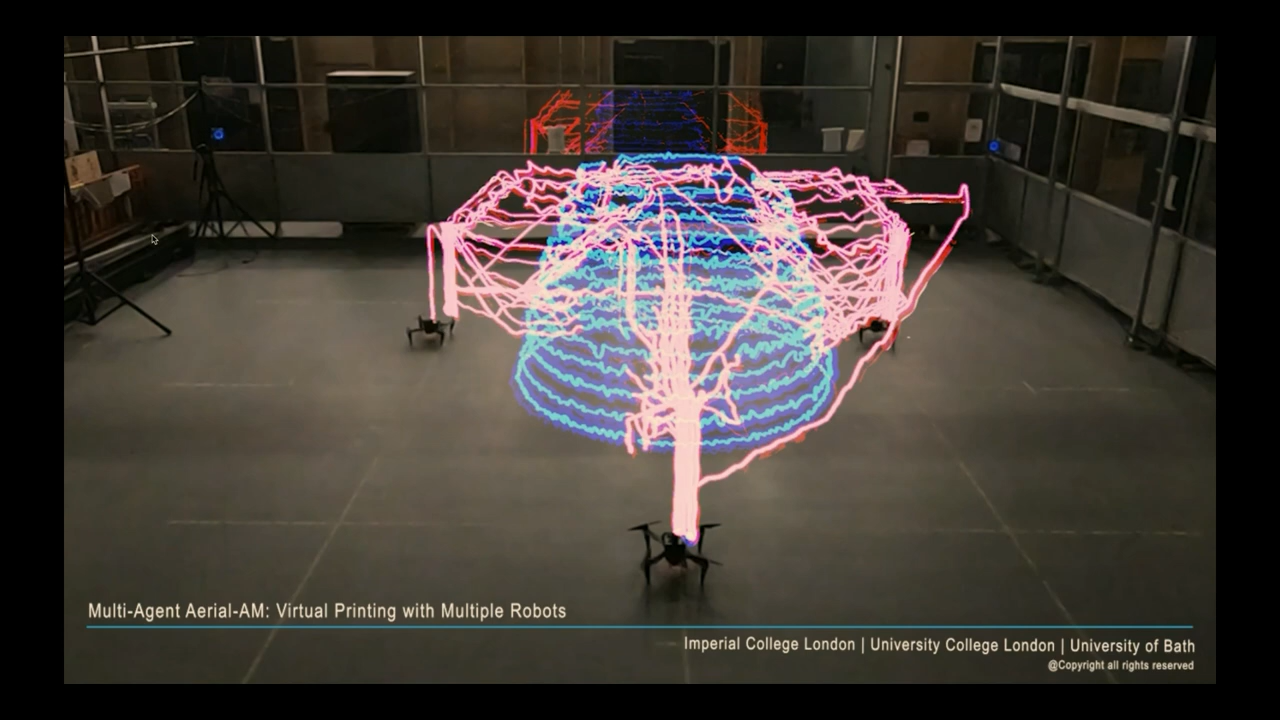 Multi-Agent Aerial-AM: Virtual Printing with Multiple Robots
Imperial College London | University College London | University of Bath
@Copyright all rights reserved